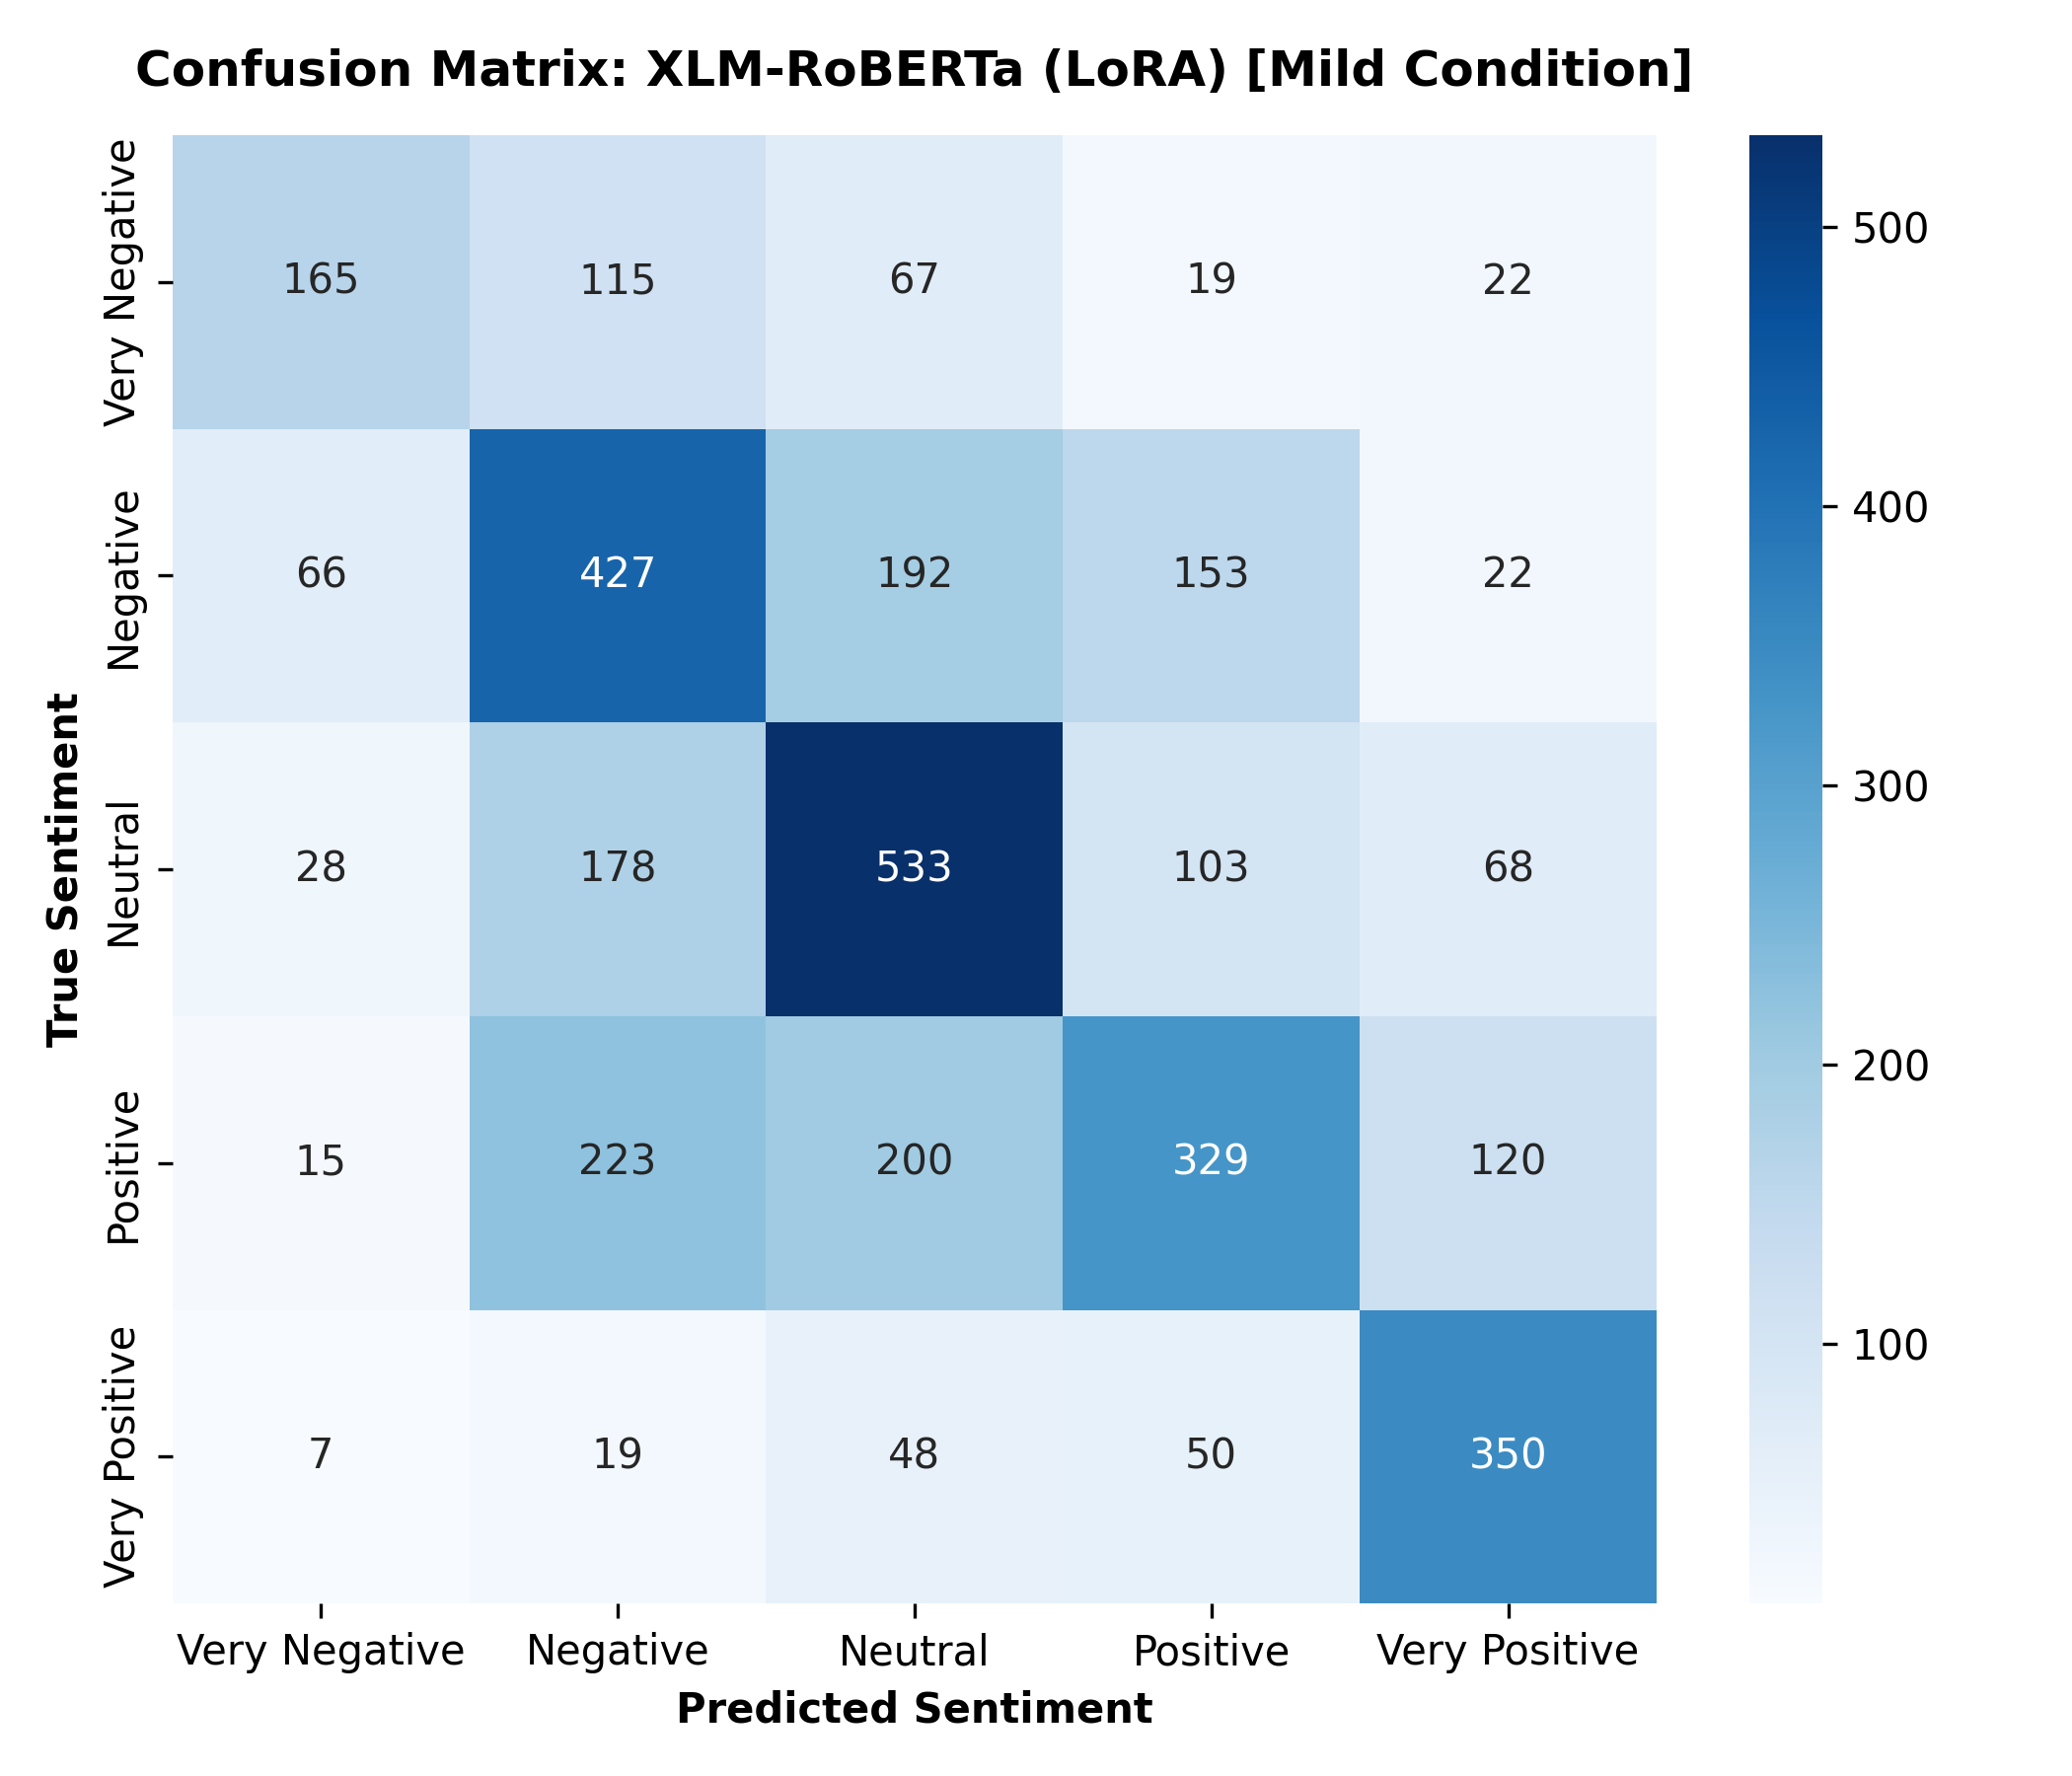 Confusion Matrix: XLM-RoBERTa (LoRA) [Mild Condition]
True Sentiment
Very Negative
165 115 67 19 22
Negative
66 427 192 153 22
Neutral
28 178 533 103 68
Positive
15 223 200 329 120
Very Positive
7 19 48 50 350
Very Negative Negative Neutral Positive Very Positive
Predicted Sentiment
500
400
300
200
100